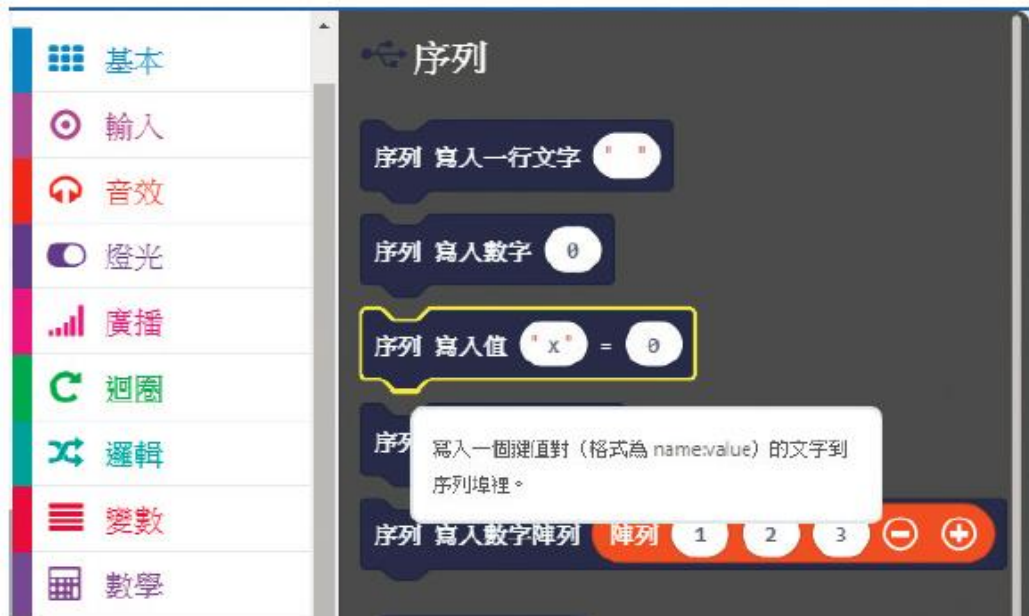 基本
輸入
音效
燈光
廣播
迴圈
邏輯
變數
數學
序列
序列 寫入一行文字 " "
序列 寫入數字 0
序列 寫入值 "x" = 0
序列
寫入一個鍵值對（格式為 name:value）的文字到
序列埠裡。
序列 寫入數字陣列 陣列 1 2 3